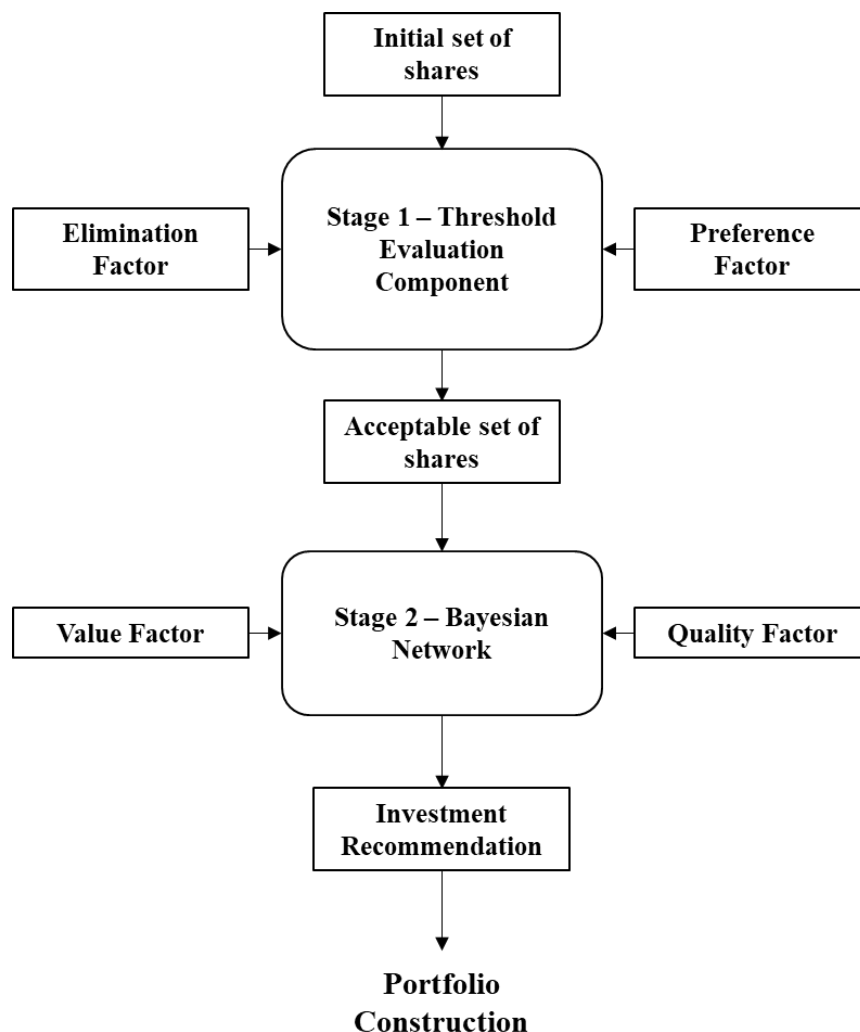 Initial set of
shares
Stage 1 – Threshold
Evaluation
Component
Elimination
Factor
Preference
Factor
Acceptable set of
shares
Stage 2 – Bayesian
Network
Value Factor
Quality Factor
Investment
Recommendation
Portfolio
Construction